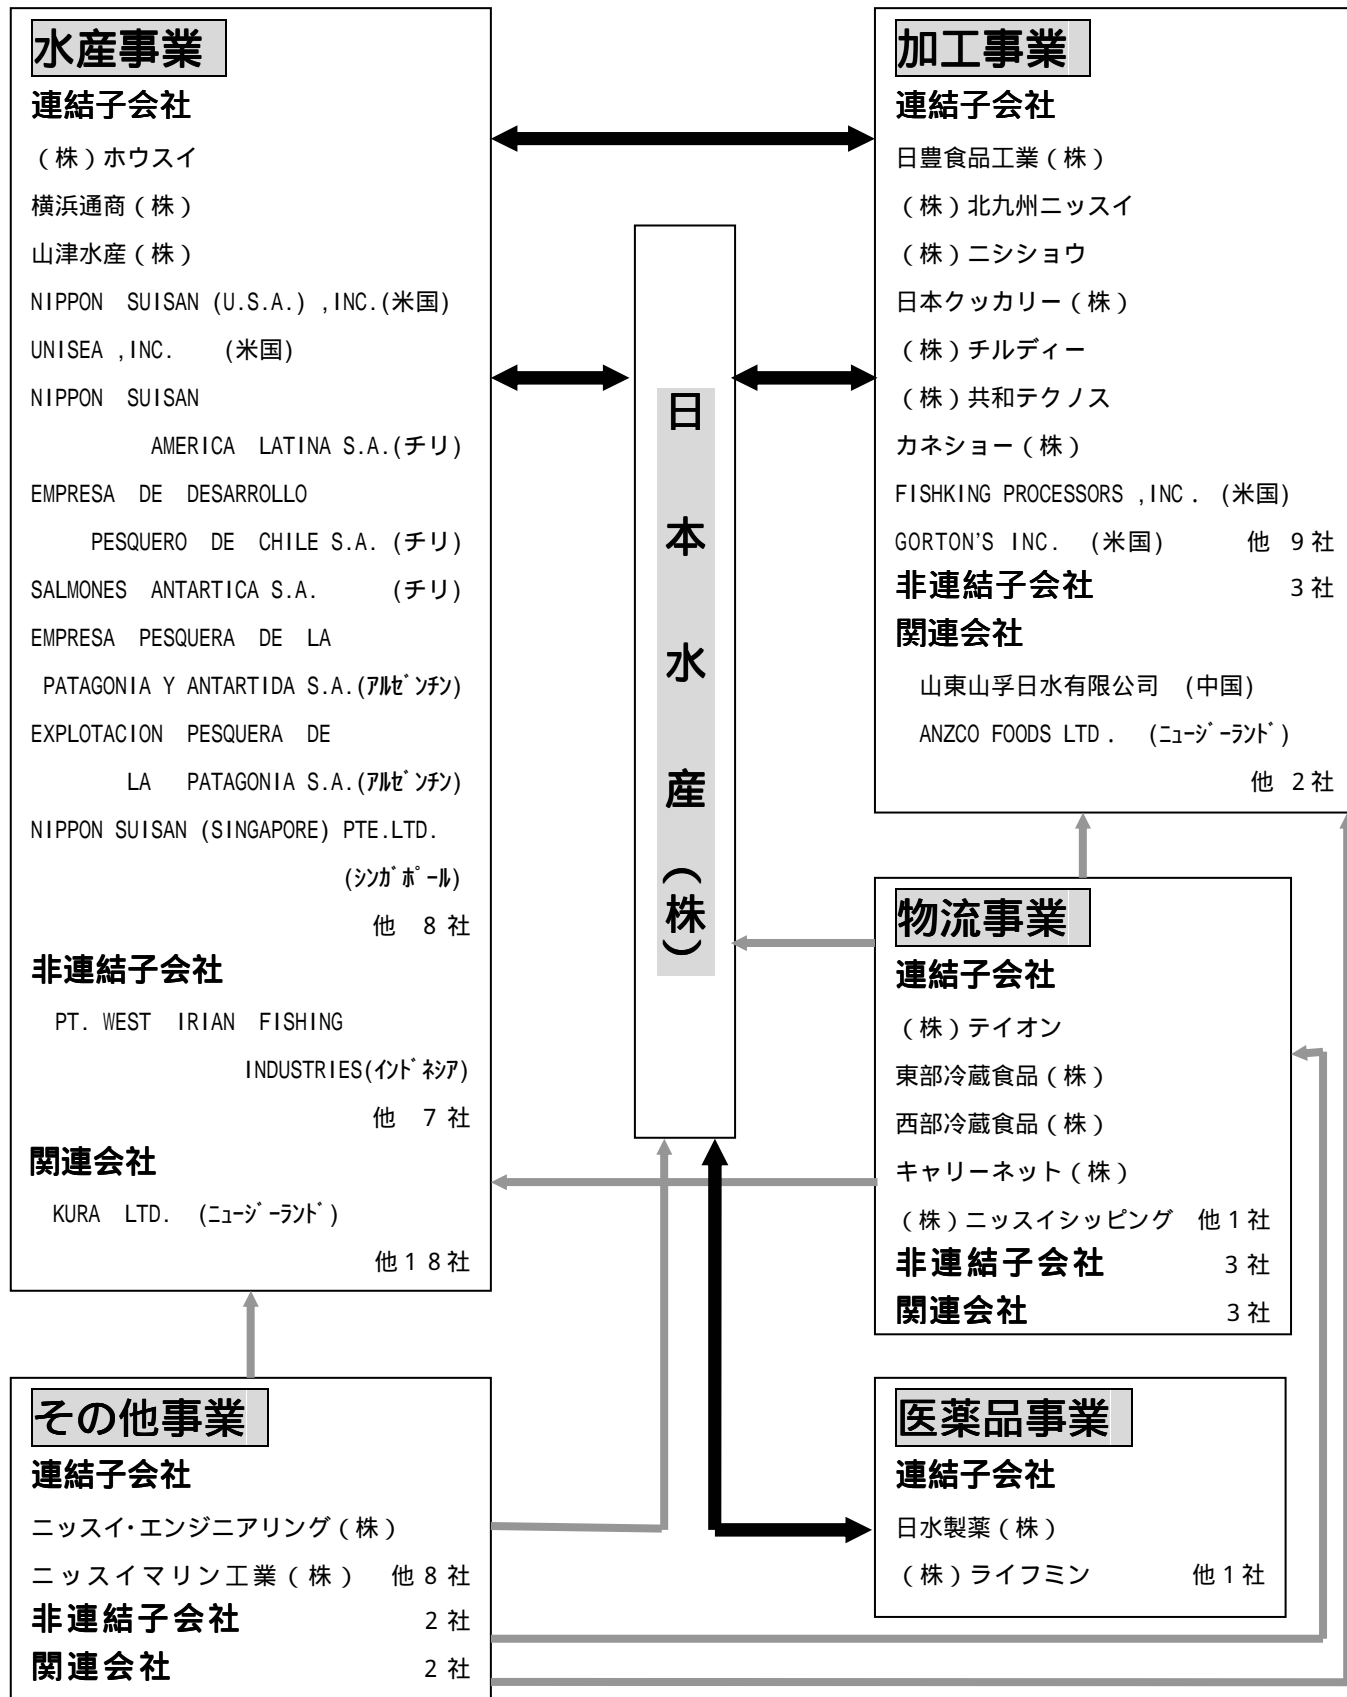 水産事業
連結子会社
(株)ホウスイ
横浜通商(株)
山津水産(株)
NIPPON SUISAN (U.S.A.) ,INC.(米国)
UNISEA ,INC. (米国)
NIPPON SUISAN
AMERICA LATINA S.A.(チリ)
EMPRESA DE DESARROLLO
PESQUERO DE CHILE S.A. (チリ)
SALMONES ANTARTICA S.A. (チリ)
EMPRESA PESQUERA DE LA
PATAGONIA Y ANTARTIDA S.A.(ｱﾙｾﾞﾝﾁﾝ)
EXPLOTACION PESQUERA DE
LA PATAGONIA S.A.(ｱﾙｾﾞﾝﾁﾝ)
NIPPON SUISAN (SINGAPORE) PTE.LTD.
(ｼﾝｶﾞﾎﾟｰﾙ)
他 8 社
非連結子会社
PT. WEST IRIAN FISHING
INDUSTRIES(ｲﾝﾄﾞﾈｼｱ)
他 7 社
関連会社
KURA LTD. (ﾆｭｰｼﾞｰﾗﾝﾄﾞ)
他18社
日本水産(株)
加工事業
連結子会社
日豊食品工業(株)
(株)北九州ニッスイ
(株)ニシショウ
日本クッカリー(株)
(株)チルディー
(株)共和テクノス
カネショー(株)
FISHKING PROCESSORS ,INC. (米国)
GORTON'S INC. (米国) 他 9 社
非連結子会社 3 社
関連会社
山東山孚日水有限公司 (中国)
ANZCO FOODS LTD. (ﾆｭｰｼﾞｰﾗﾝﾄﾞ)
他 2 社
物流事業
連結子会社
(株)テイオン
東部冷蔵食品(株)
西部冷蔵食品(株)
キャリーネット(株)
(株)ニッスイシッピング 他1社
非連結子会社 3 社
関連会社 3 社
その他事業
連結子会社
ニッスイ・エンジニアリング(株)
ニッスイマリン工業(株) 他 8 社
非連結子会社 2 社
関連会社 2 社
医薬品事業
連結子会社
日水製薬(株)
(株)ライフミン 他1社